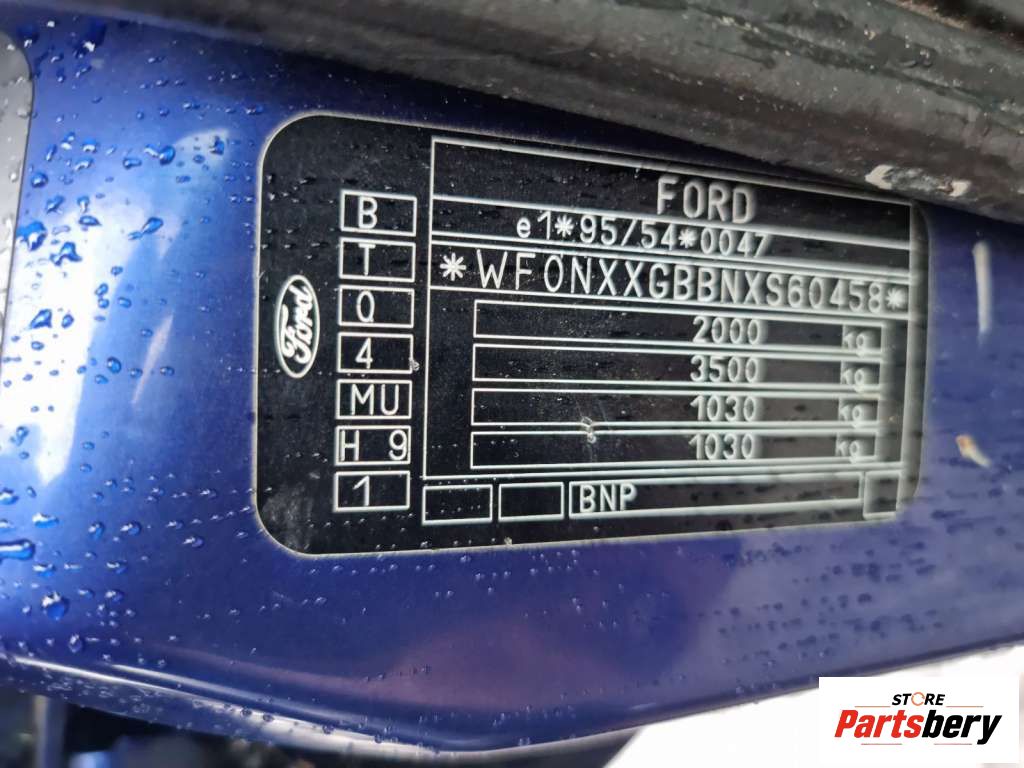 FORD
e1*95/54*0047
*WF0NXXGBBNXS60458*
2000 kg
3500 kg
1030 kg
1030 kg
BNP
B
T
Q
4
MU
H 9
1
Ford
STORE
Partsbery